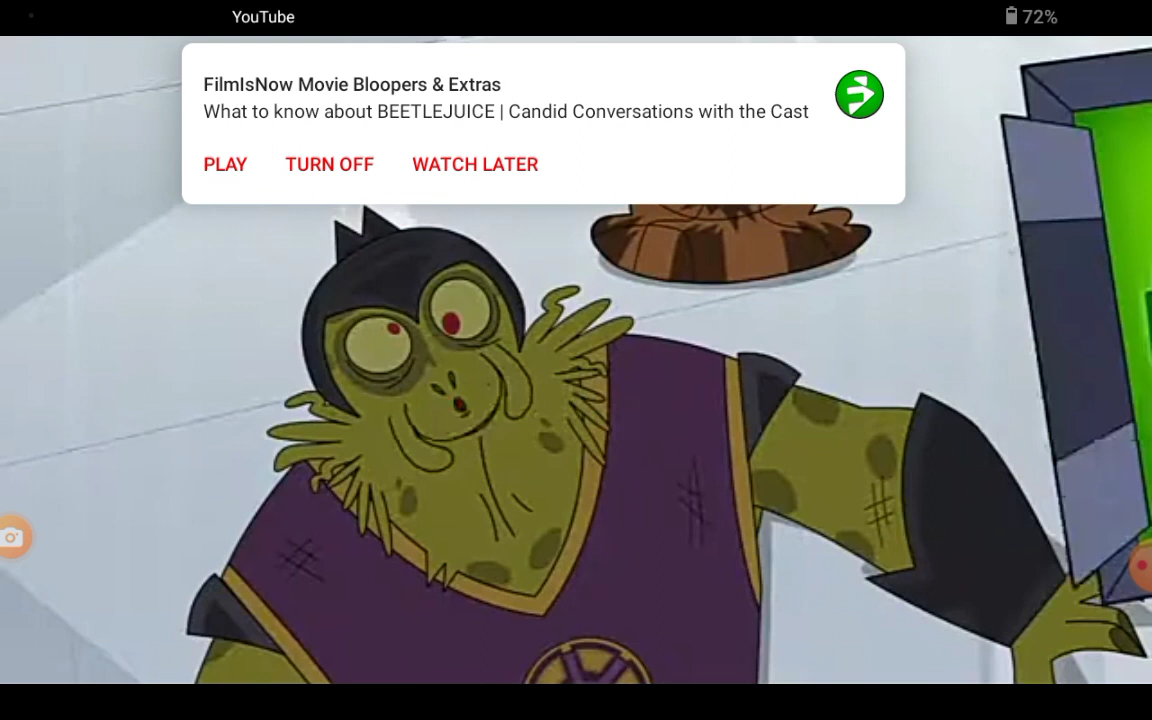 YouTube
72%
FilmIsNow Movie Bloopers & Extras
What to know about BEETLEJUICE | Candid Conversations with the Cast
PLAY TURN OFF WATCH LATER